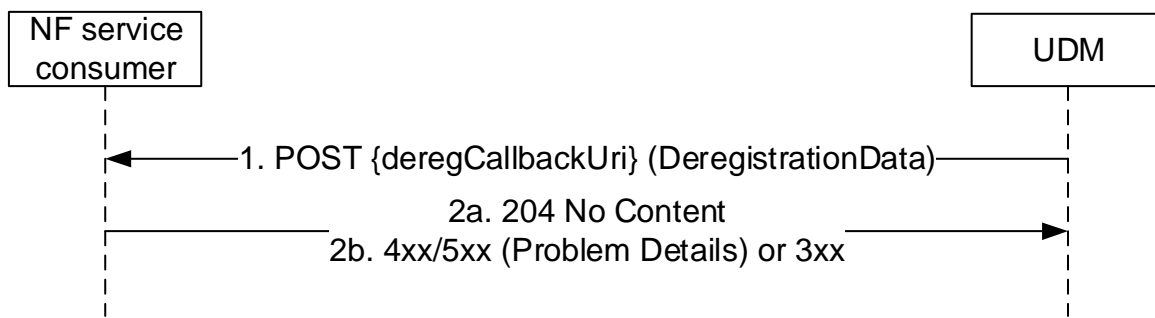 NF service
consumer
UDM
1. POST {deregCallbackUri} (DeregistrationData)
2a. 204 No Content
2b. 4xx/5xx (Problem Details) or 3xx